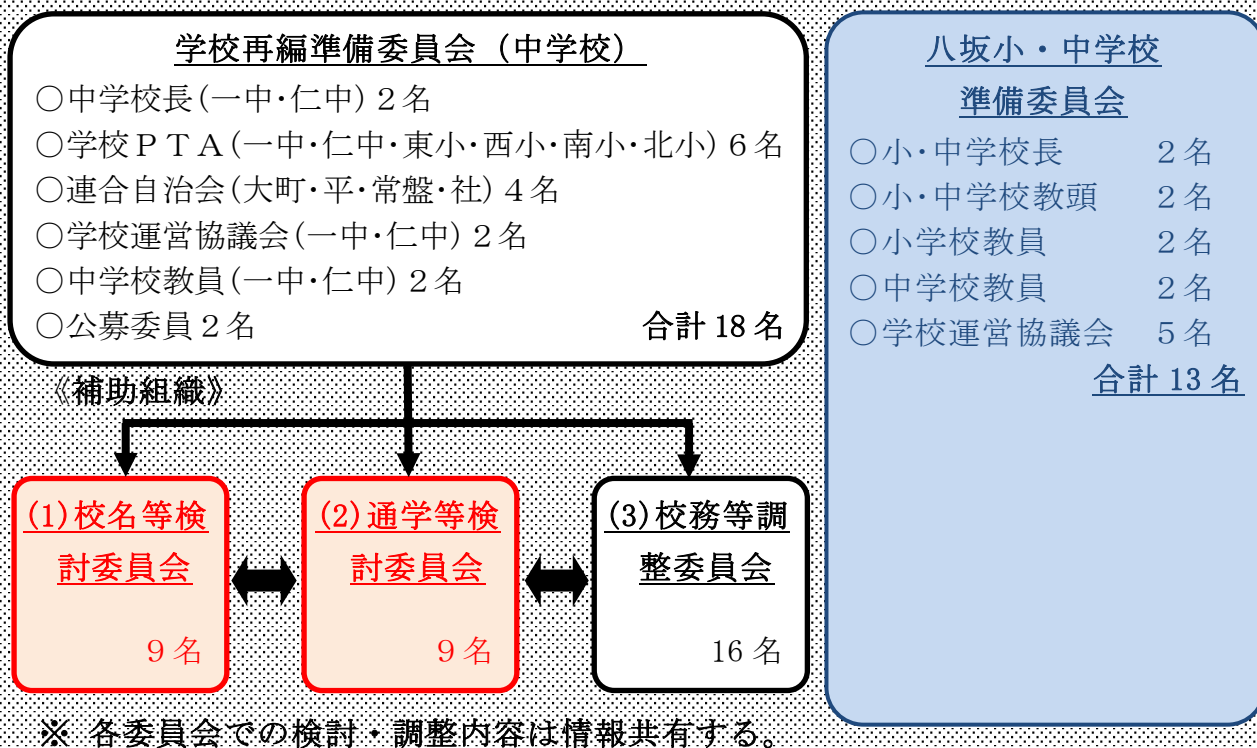 学校再編準備委員会（中学校）
○中学校長(一中・仁中)２名
○学校ＰＴＡ(一中・仁中・東小・西小・南小・北小)６名
○連合自治会(大町・平・常盤・社)４名
○学校運営協議会(一中・仁中)２名
○中学校教員(一中・仁中)２名
○公募委員２名 合計 18 名
《補助組織》
(1)校名等検
討委員会
９名
(2)通学等検
討委員会
９名
(3)校務等調
整委員会
16 名
※ 各委員会での検討・調整内容は情報共有する。
八坂小・中学校
準備委員会
○小・中学校長 ２名
○小・中学校教頭 ２名
○小学校教員 ２名
○中学校教員 ２名
○学校運営協議会 ５名
合計 13 名